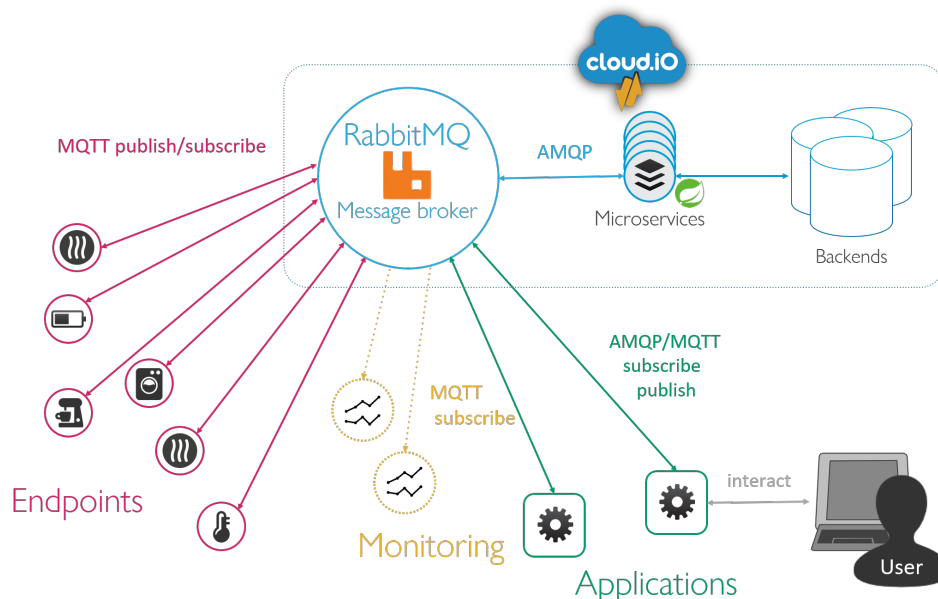 cloud.iO
RabbitMQ
Message broker
MQTT publish/subscribe
AMQP
Microservices
Backends
AMQP/MQTT
subscribe
publish
MQTT
subscribe
interact
Endpoints
Monitoring
Applications
User